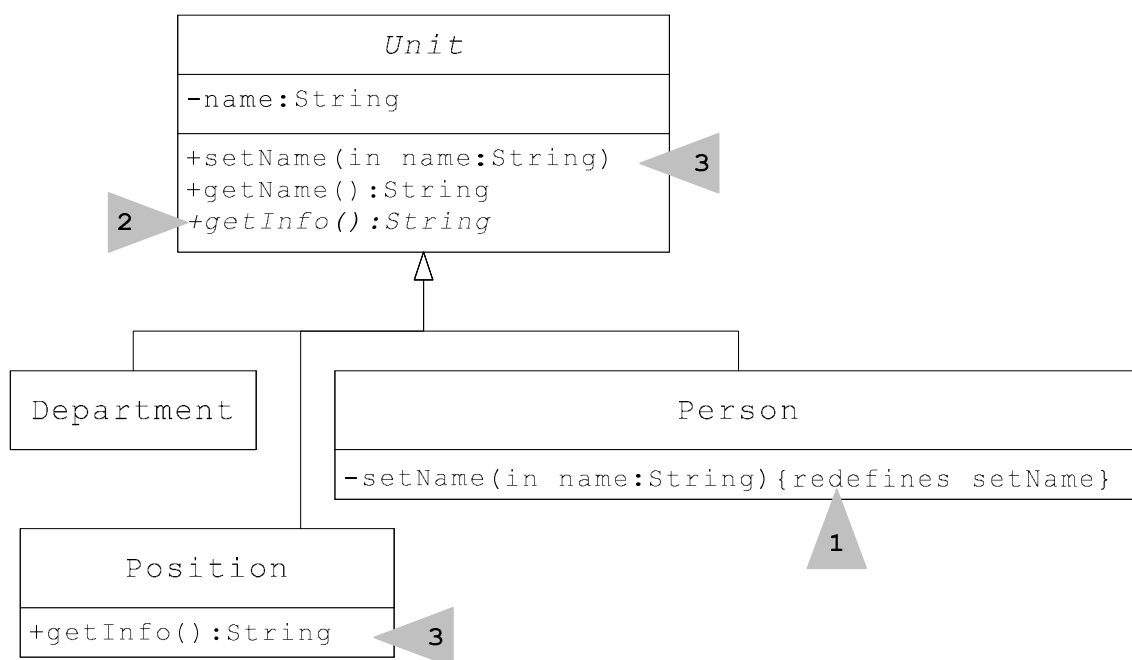 Unit
-name:String
+setName(in name:String)
3
+getName():String
2
+getInfo():String
Department
Person
-setName(in name:String){redefines setName}
1
Position
+getInfo():String
3